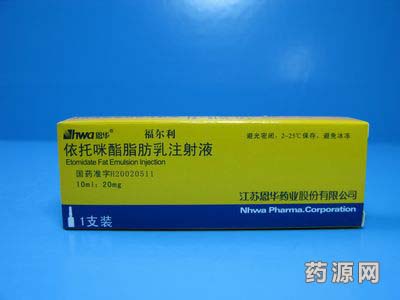 Nhwa 恩华® 福尔利 避光密闭,2-25℃保存,避免冰冻
依托咪酯脂肪乳注射液
Etomidate Fat Emulsion Injection
国药准字H20020511
10ml:20mg
江苏恩华药业股份有限公司
Nhwa Pharma.Corporation
1支装
药源网